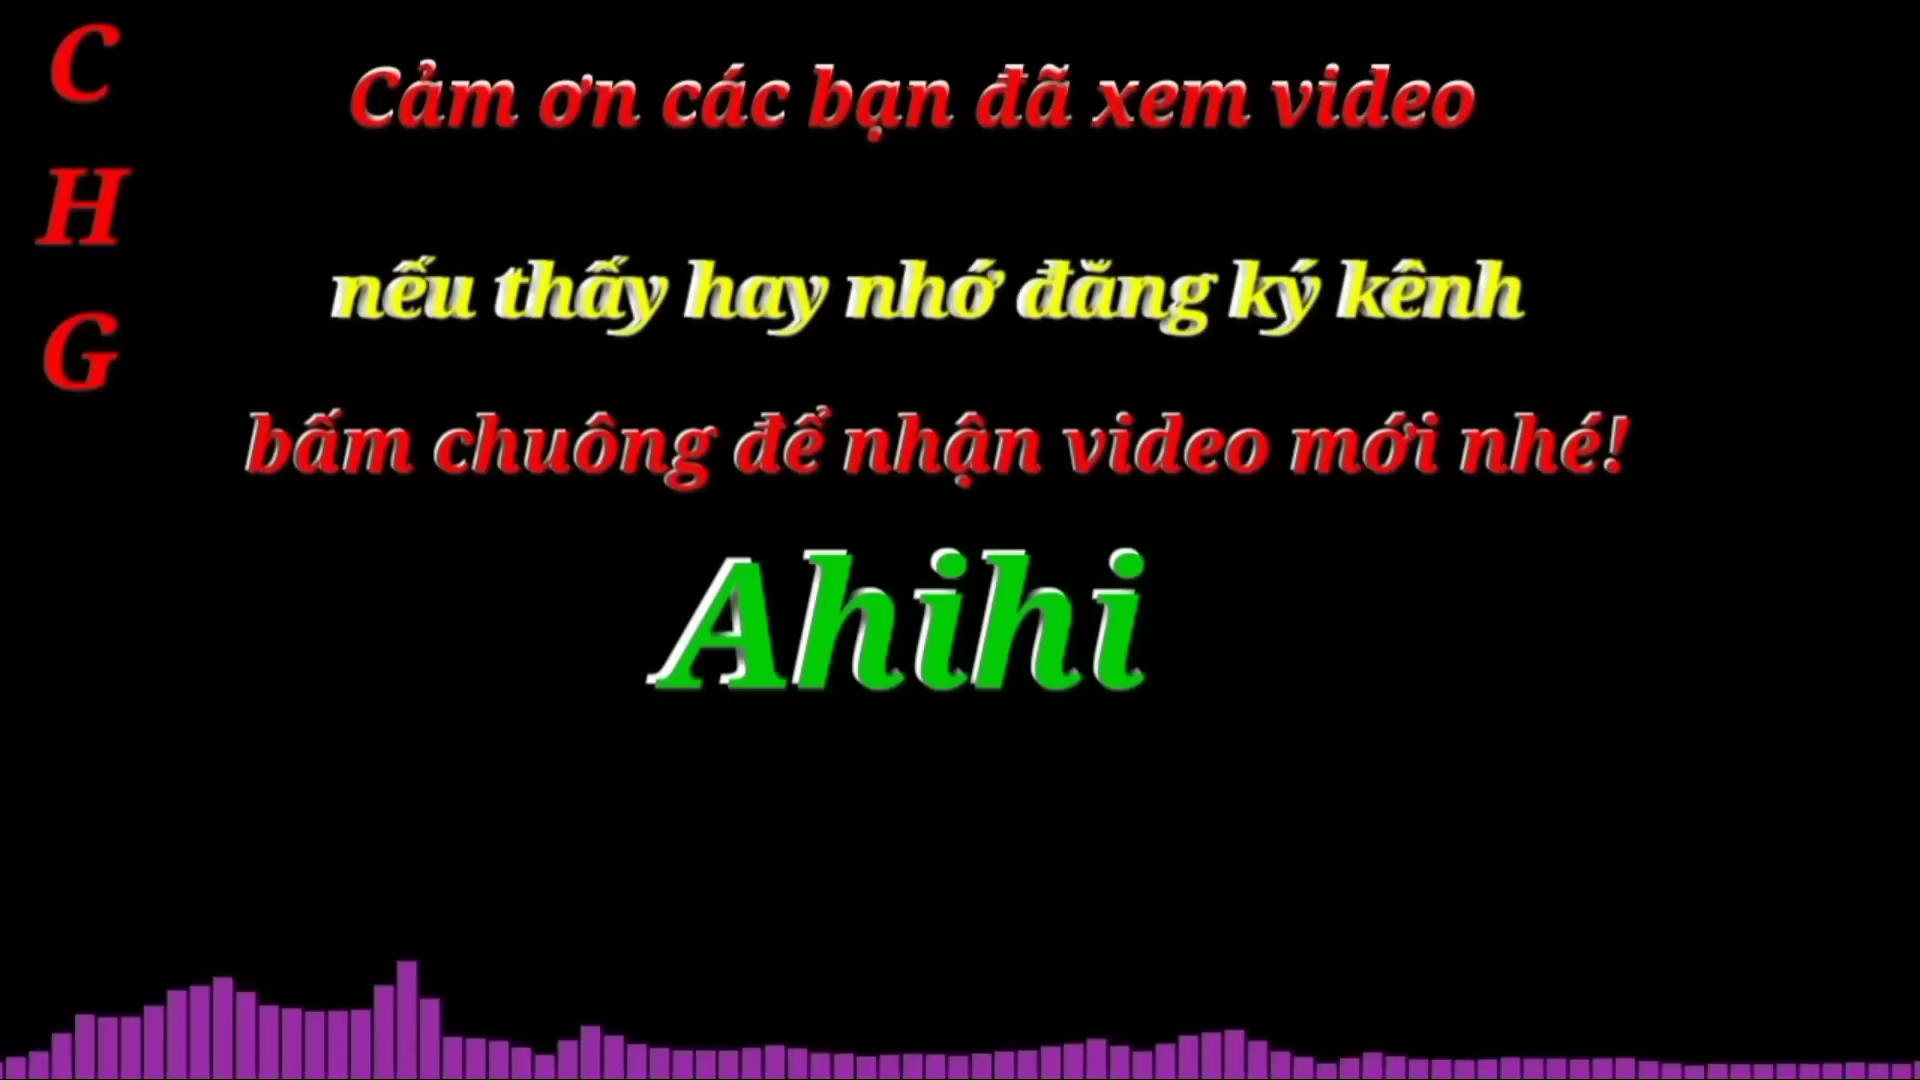 C
H
G
Cảm ơn các bạn đã xem video
nếu thấy hay nhớ đăng ký kênh
bấm chuông để nhận video mới nhé!
Ahihi